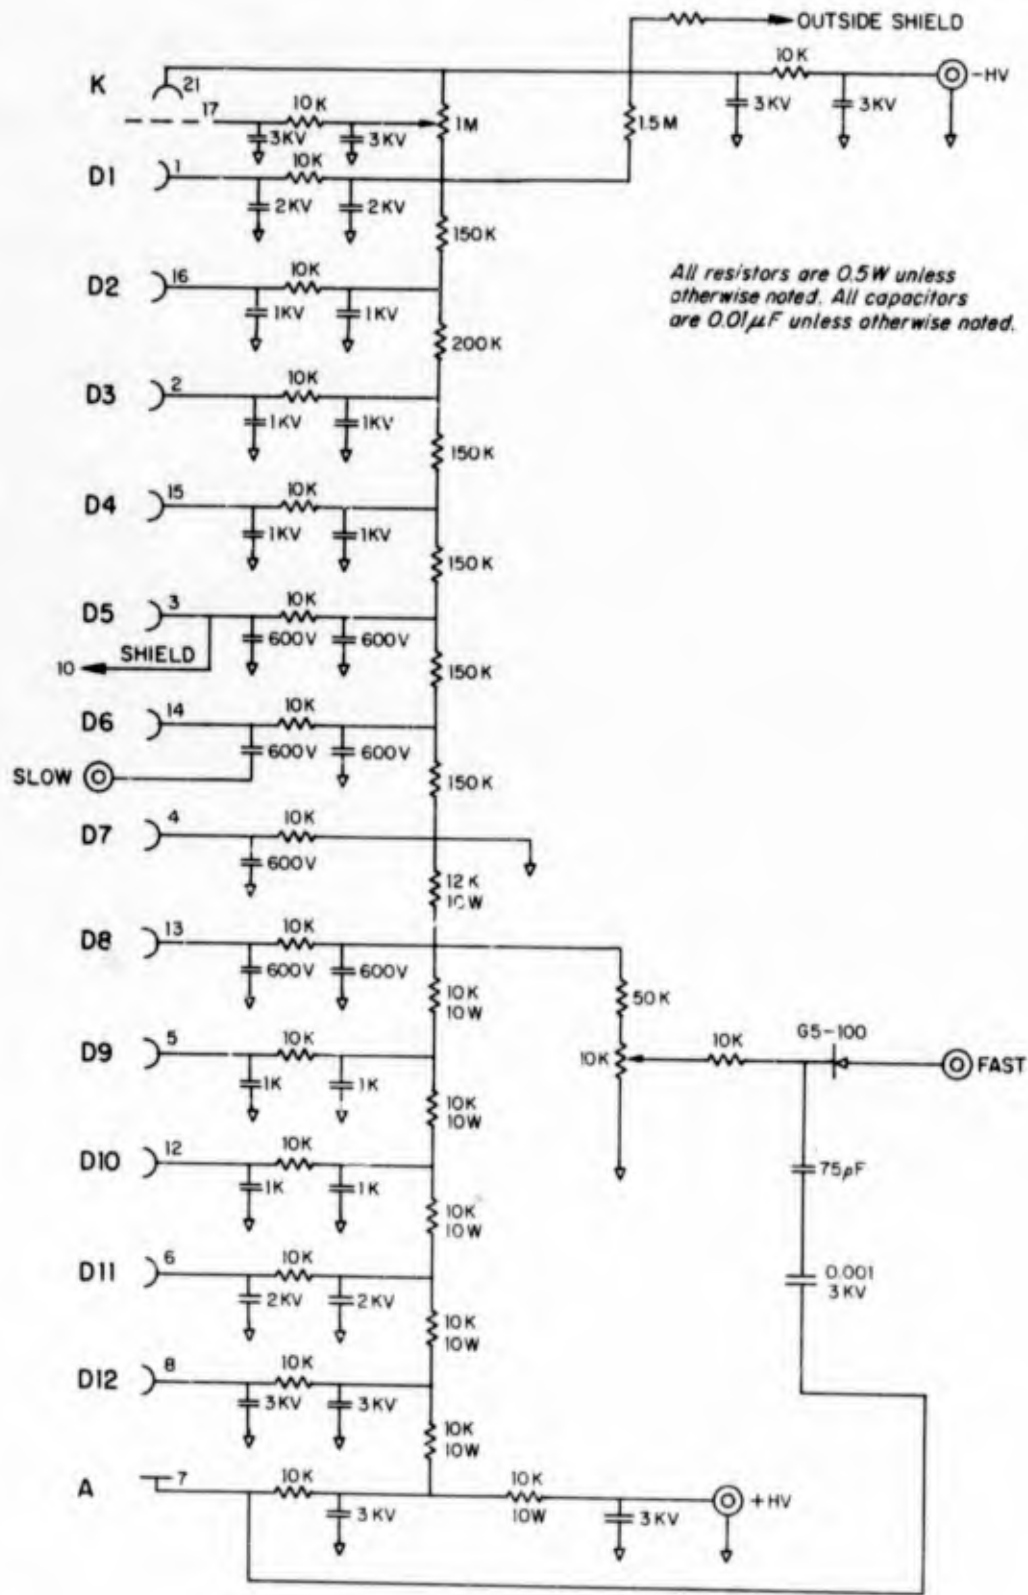 OUTSIDE SHIELD
K
21
10K
3KV
3KV
-HV
17
10K
3KV
3KV
1M
1.5M
D1
1
10K
2KV
2KV
150K
All resistors are 0.5W unless
otherwise noted. All capacitors
are 0.01µF unless otherwise noted.
D2
16
10K
1KV
1KV
200K
D3
2
10K
1KV
1KV
150K
D4
15
10K
1KV
1KV
150K
D5
3
10K
600V
600V
10
SHIELD
150K
D6
14
10K
600V
600V
SLOW
150K
D7
4
10K
600V
12K
10W
D8
13
10K
600V
600V
10K
10W
50K
G5-100
D9
5
10K
1K
1K
10K
10K
FAST
10K
10W
D10
12
10K
1K
1K
75pF
10K
10W
D11
6
10K
2KV
2KV
0.001
3KV
10K
10W
D12
8
10K
3KV
3KV
10K
10W
A
7
10K
3KV
10K
10W
3KV
+HV